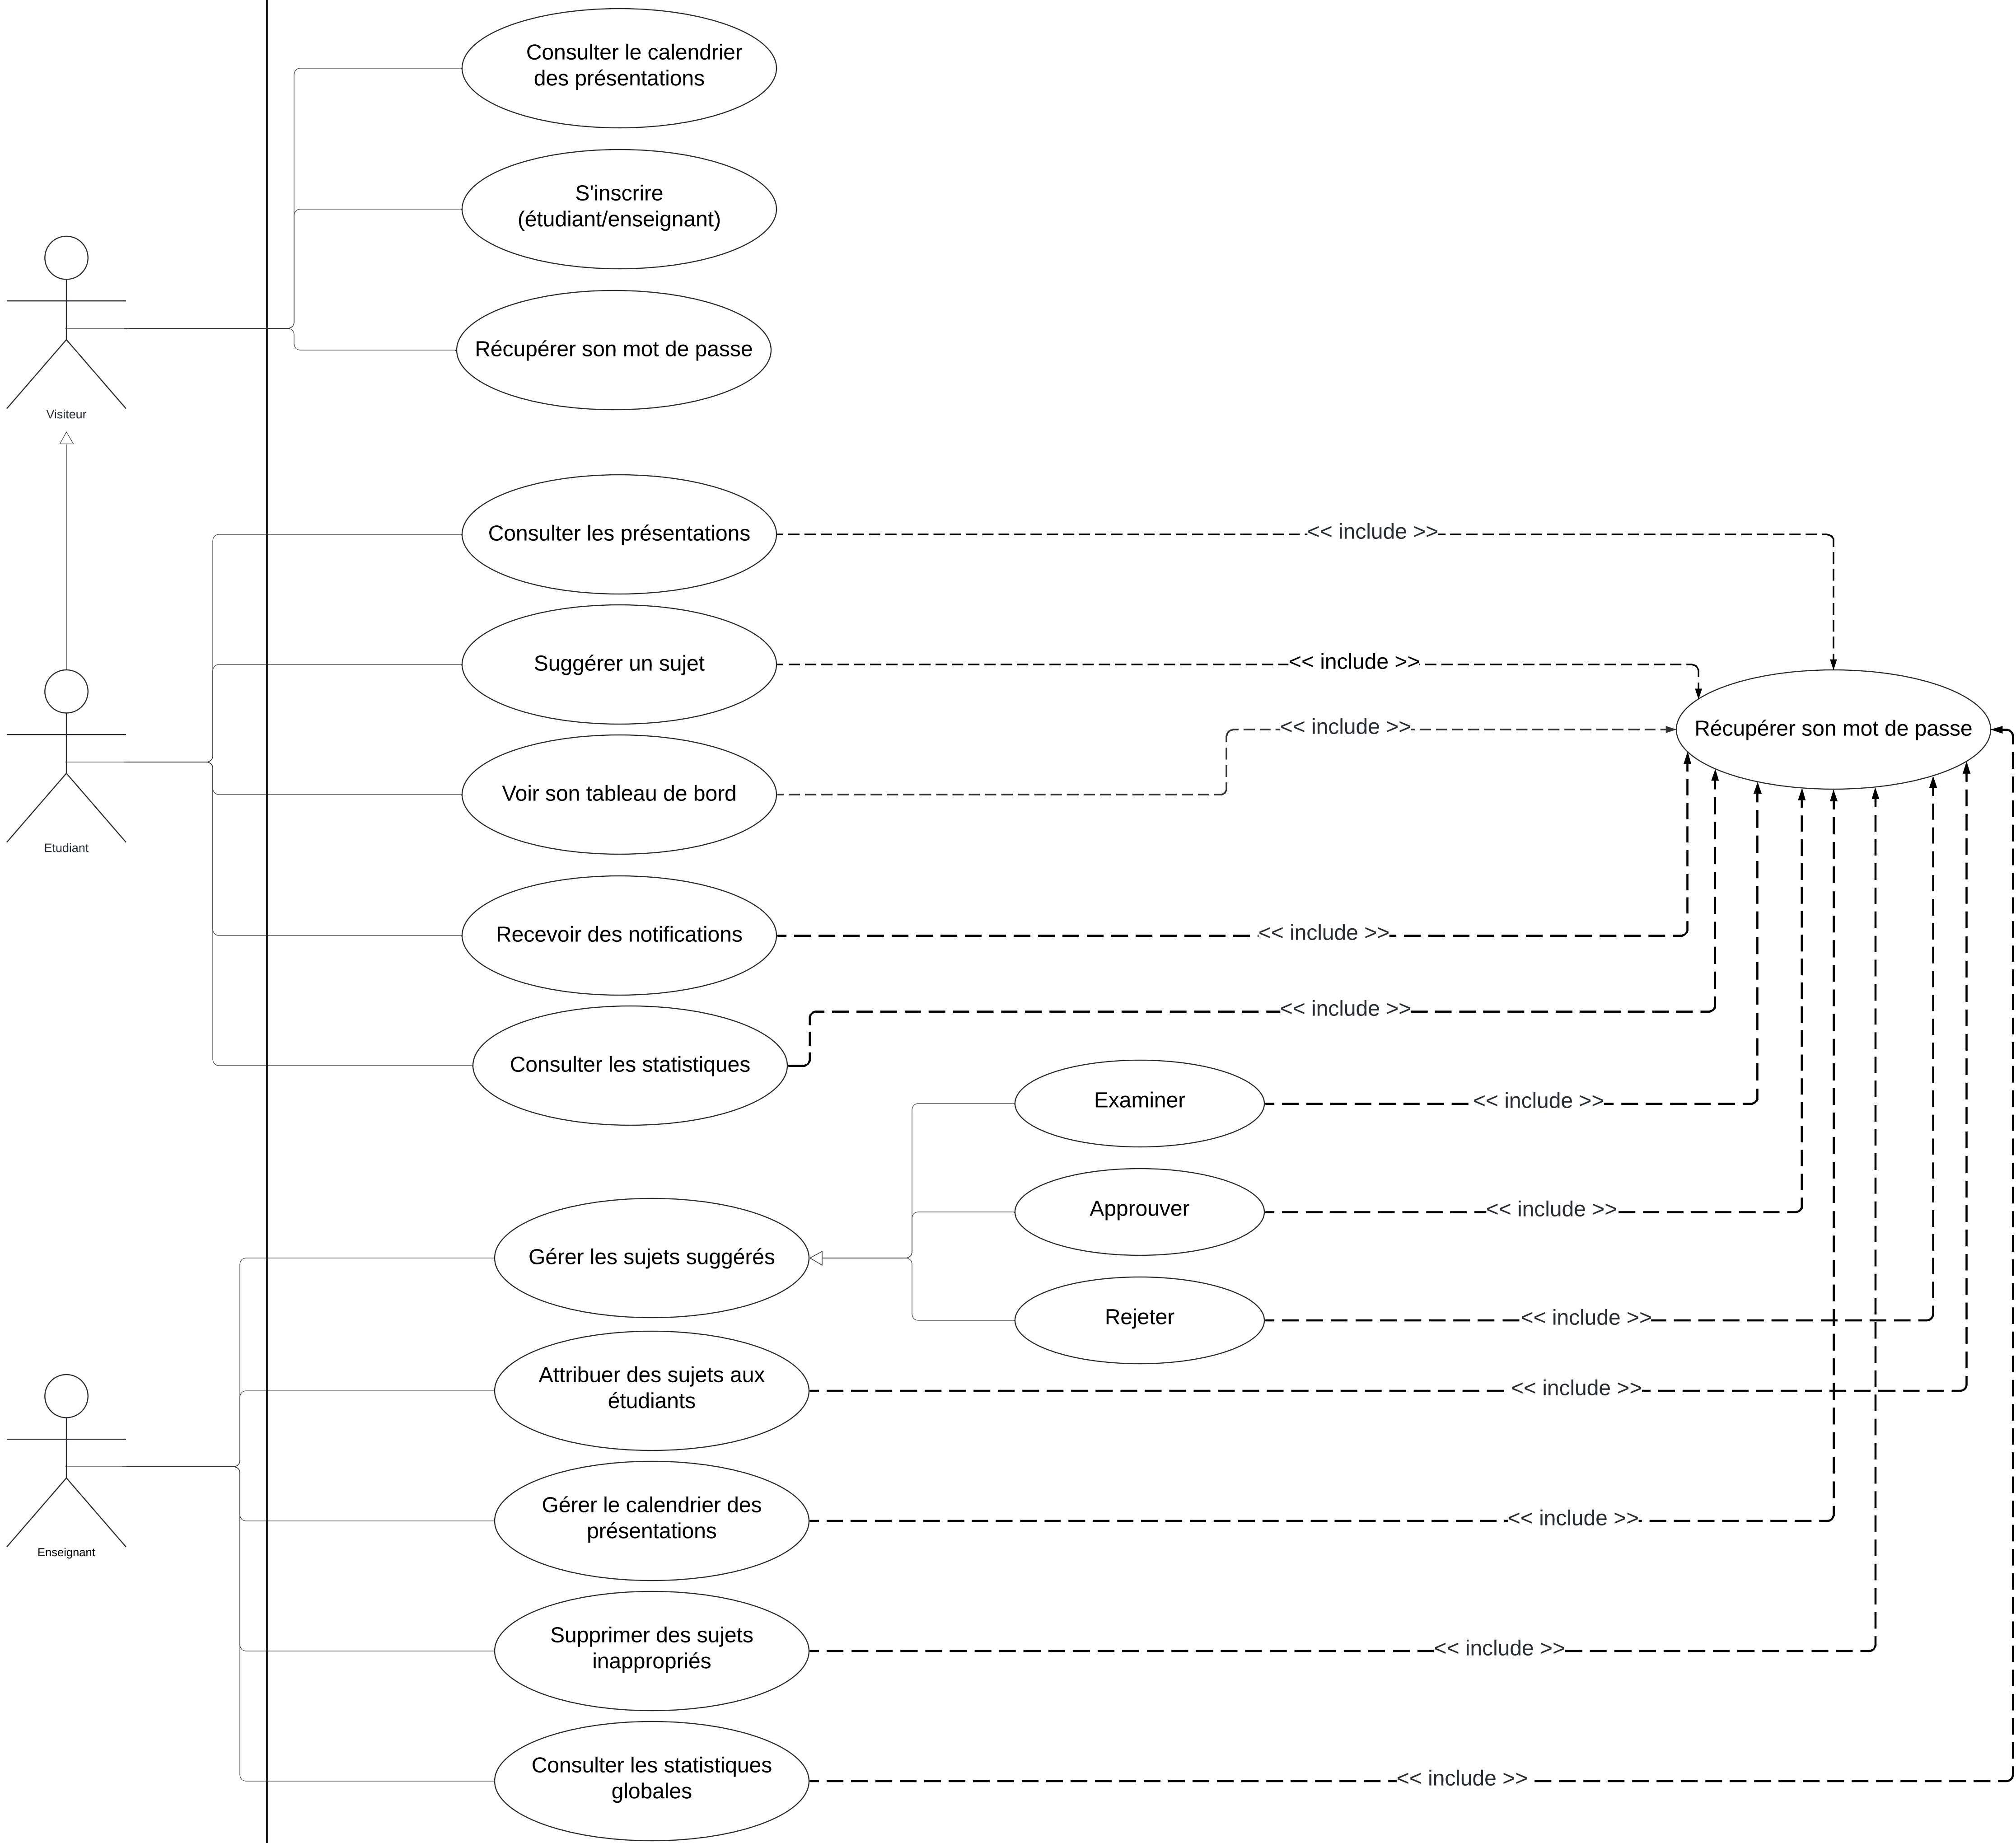 Consulter le calendrier
des présentations
S'inscrire
(étudiant/enseignant)
Récupérer son mot de passe
Visiteur
Consulter les présentations
<< include >>
Suggérer un sujet
<< include >>
Récupérer son mot de passe
<< include >>
Voir son tableau de bord
Etudiant
Recevoir des notifications
<< include >>
<< include >>
Consulter les statistiques
Examiner
<< include >>
Approuver
<< include >>
Gérer les sujets suggérés
Rejeter
<< include >>
Attribuer des sujets aux
étudiants
<< include >>
Gérer le calendrier des
présentations
<< include >>
Enseignant
Supprimer des sujets
inappropriés
<< include >>
Consulter les statistiques
globales
<< include >>